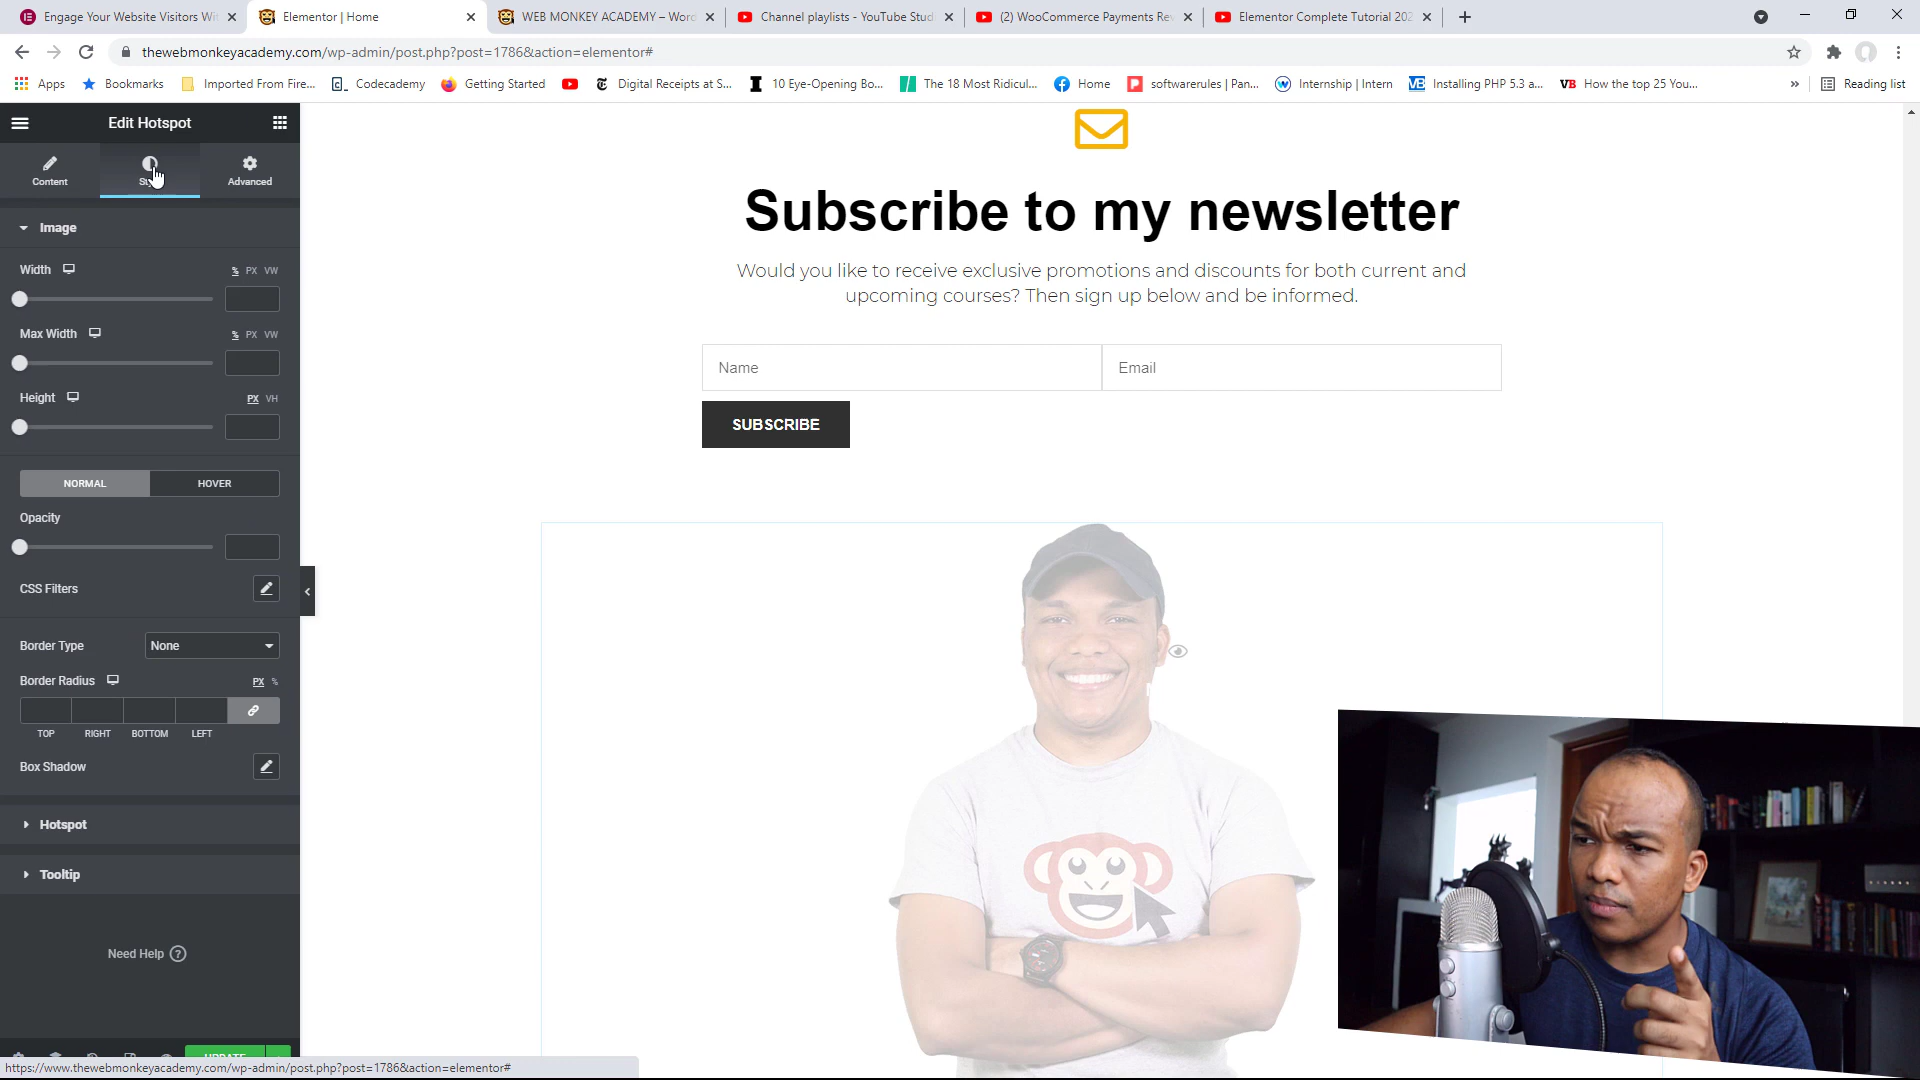 Engage Your Website Visitors Wi
Elementor | Home
WEB MONKEY ACADEMY – Word
Channel playlists - YouTube Stud
(2) WooCommerce Payments Re
Elementor Complete Tutorial 202
thewebmonkeyacademy.com/wp-admin/post.php?post=1786&action=elementor#
Apps
Bookmarks
Imported From Fire...
Codecademy
Getting Started
Digital Receipts at S...
10 Eye-Opening Bo...
The 18 Most Ridicul...
Home
softwarerules | Pan...
Internship | Intern
Installing PHP 5.3 a...
How the top 25 You...
»
Reading list
Edit Hotspot
Content
Advanced
Image
Width
% PX VW
Max Width
% PX VW
Height
PX VH
NORMAL
HOVER
Opacity
CSS Filters
Border Type
None
Border Radius
PX %
TOP RIGHT BOTTOM LEFT
Box Shadow
Hotspot
Tooltip
Need Help
UPDATE
https://www.thewebmonkeyacademy.com/wp-admin/post.php?post=1786&action=elementor#
Subscribe to my newsletter
Would you like to receive exclusive promotions and discounts for both current and
upcoming courses? Then sign up below and be informed.
Name
Email
SUBSCRIBE